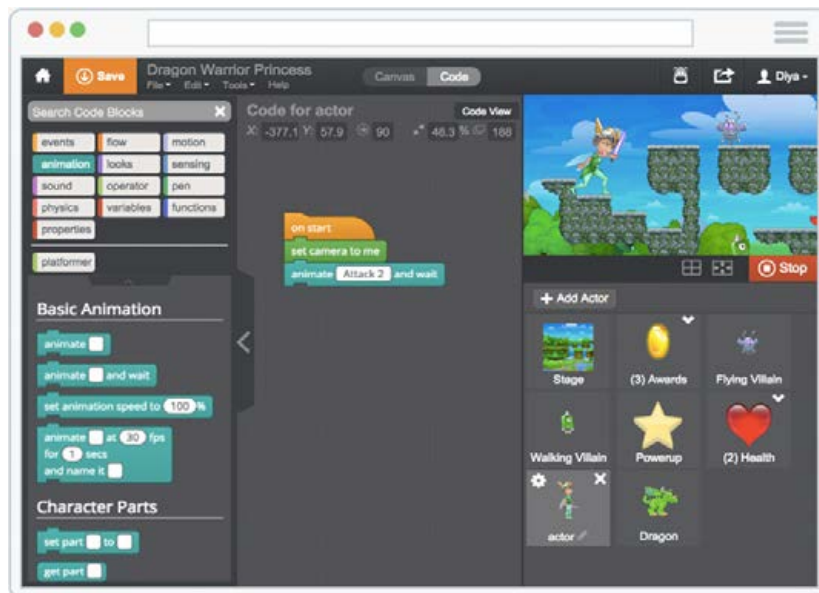 Save
Dragon Warrior Princess
File Edit Tools Help
Canvas Code
Diya
Search Code Blocks
events flow motion
animation looks sensing
sound operator pen
physics variables functions
properties
platformer
Basic Animation
animate
animate and wait
set animation speed to 100 %
animate at 30 fps
for 1 secs
and name it
Character Parts
set part to
get part
Code for actor Code View
X: -377.1 Y: 57.9 90 48.3 % 188
on start
set camera to me
animate Attack 2 and wait
Stop
+ Add Actor
Stage (3) Awards Flying Villain
Walking Villain Powerup (2) Health
actor Dragon